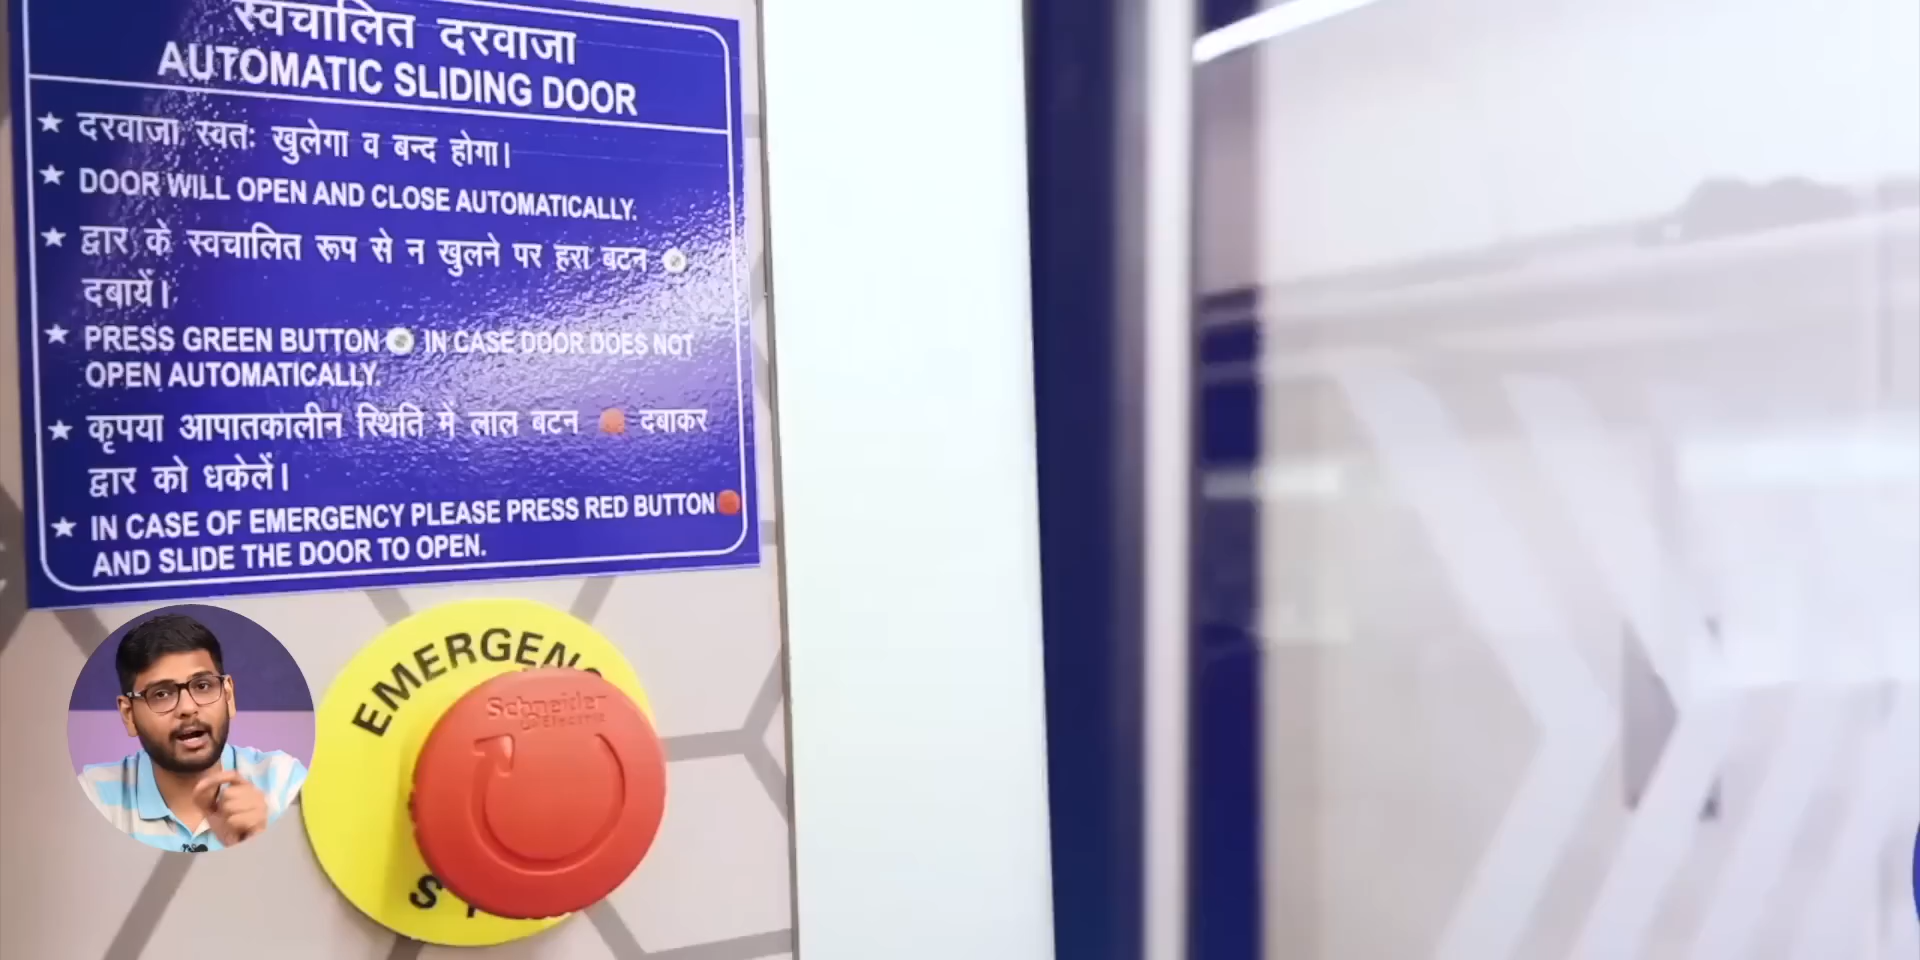 स्वचालित दरवाजा
AUTOMATIC SLIDING DOOR
★ दरवाजा स्वतः खुलेगा व बन्द होगा।
★ DOOR WILL OPEN AND CLOSE AUTOMATICALLY.
★ द्वार के स्वचालित रूप से न खुलने पर हरा बटन
दबायें।
★ PRESS GREEN BUTTON IN CASE DOOR DOES NOT
OPEN AUTOMATICALLY.
★ कृपया आपातकालीन स्थिति में लाल बटन दबाकर
द्वार को धकेलें।
★ IN CASE OF EMERGENCY PLEASE PRESS RED BUTTON
AND SLIDE THE DOOR TO OPEN.
Schneider
Electric